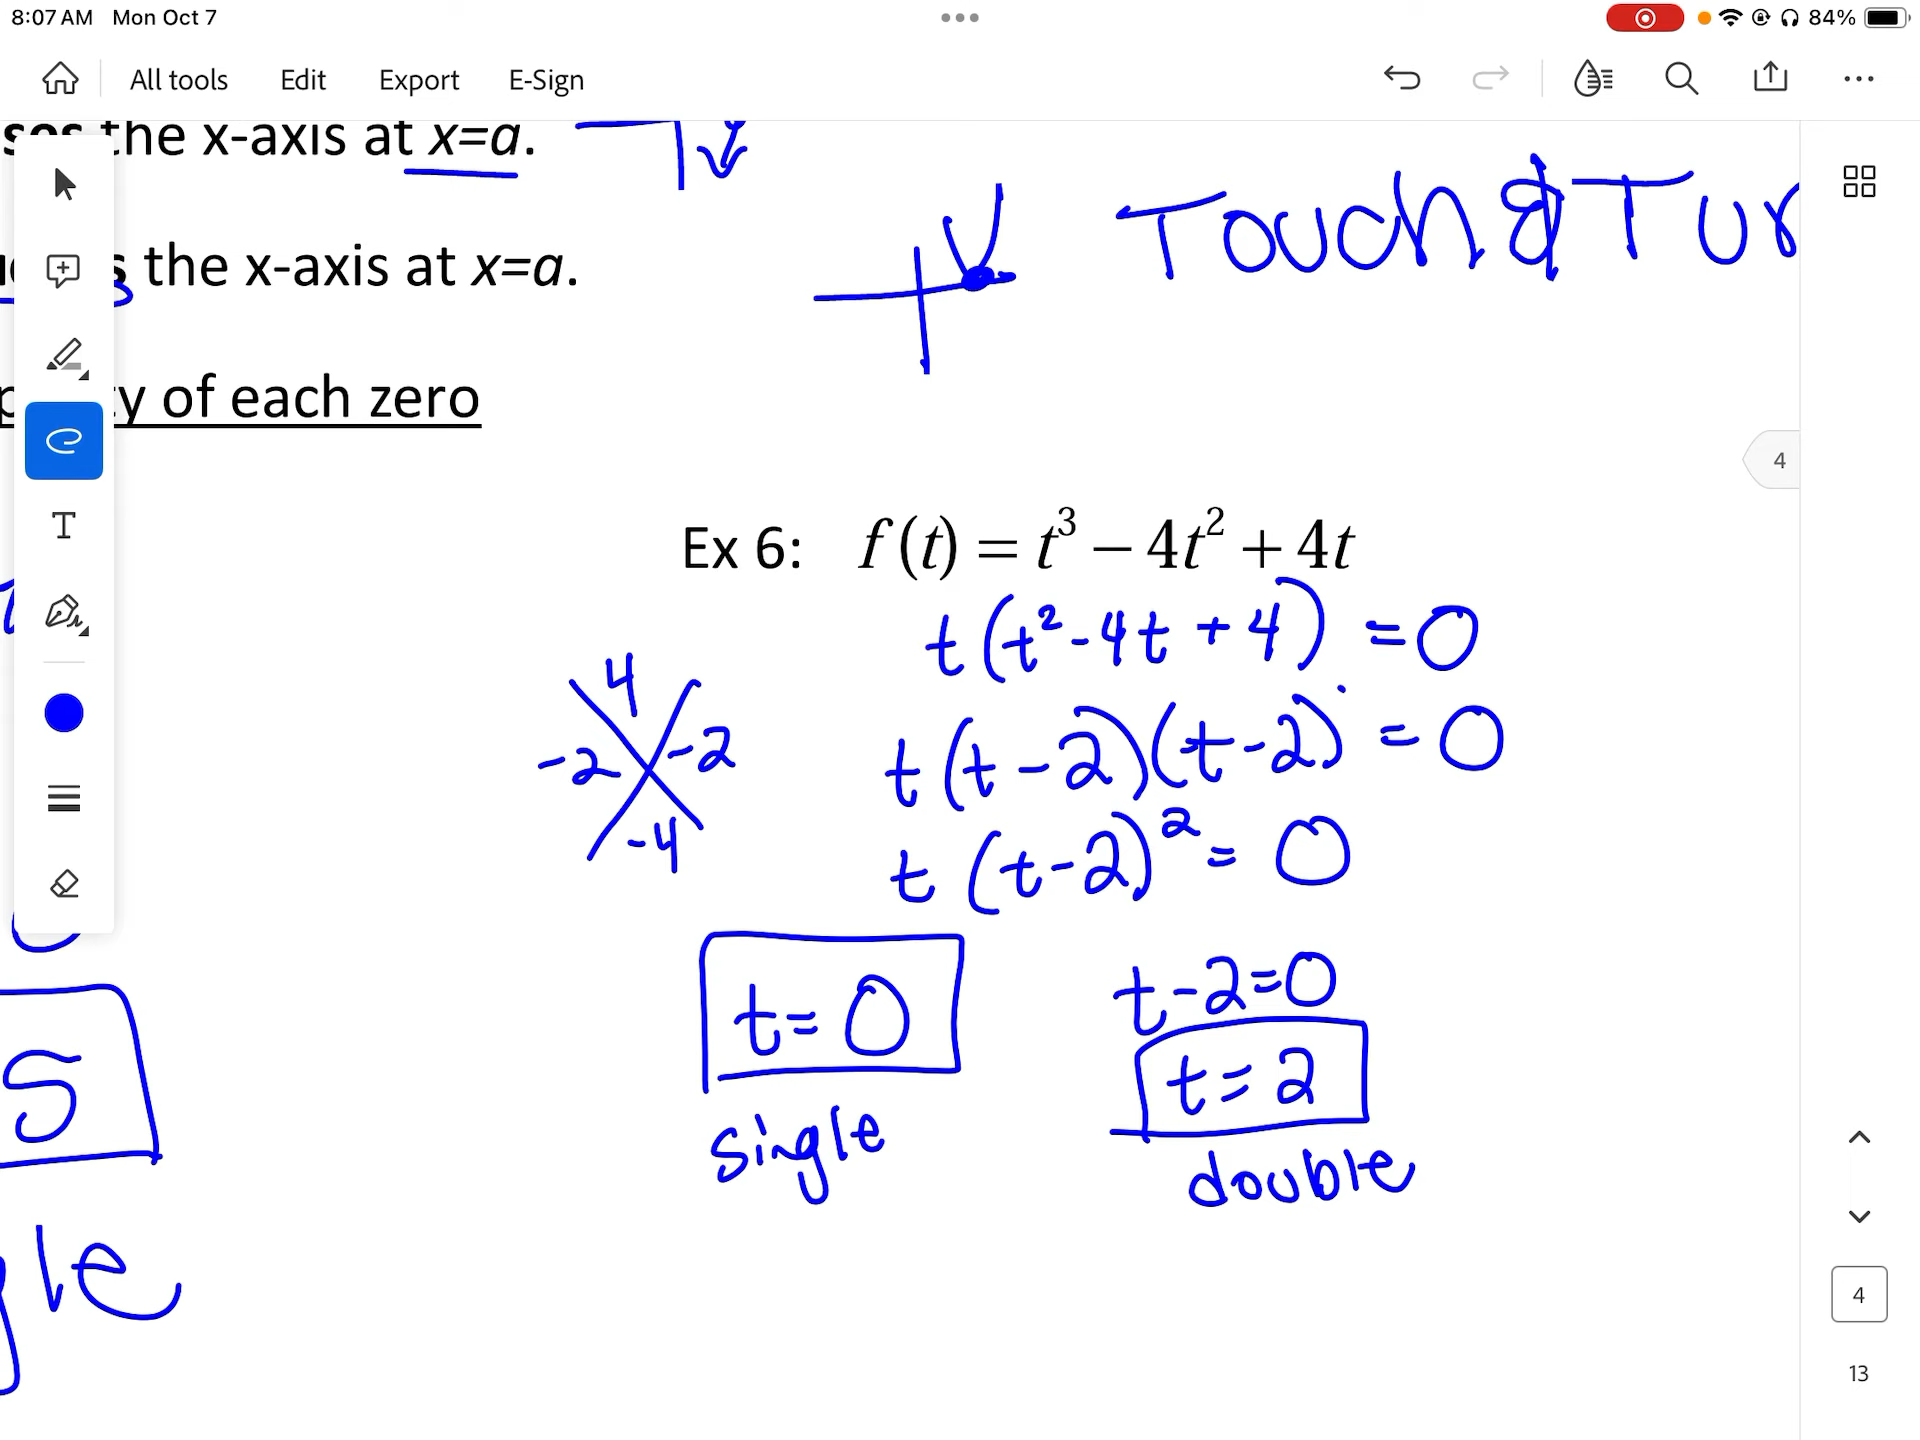 8:07 AM Mon Oct 7
84%
All tools Edit Export E-Sign
the x-axis at x=a.
Touch & Tur
the x-axis at x=a.
y of each zero
4
Ex 6: f(t) = t³ − 4t² + 4t
t(t²-4t+4) = 0
4
-2 -2
-4
t(t-2)(t-2) = 0
t(t-2)² = 0
t=0
t-2=0
t=2
5
single
double
le
4
13
T